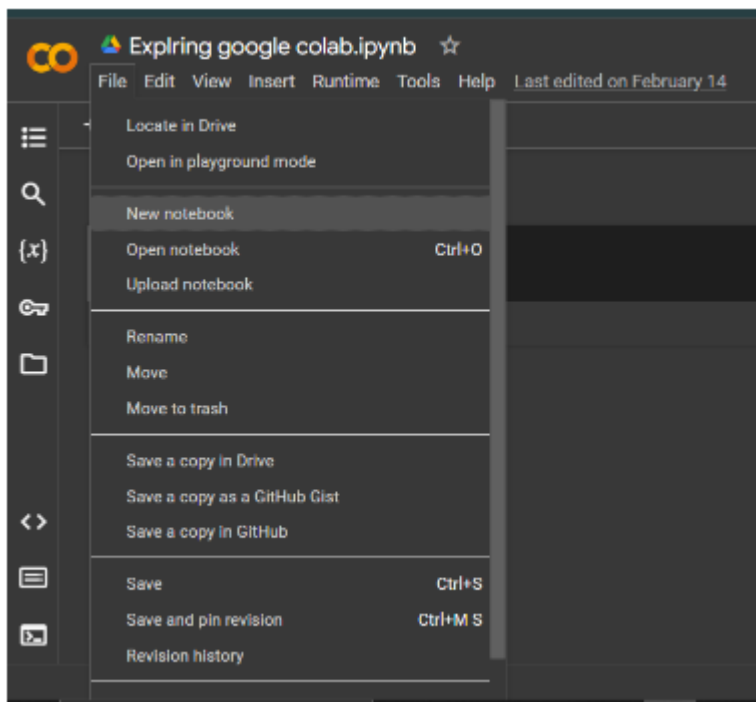 CO
Explring google colab.ipynb
File Edit View Insert Runtime Tools Help Last edited on February 14
Locate in Drive
Open in playground mode
New notebook
{x}
Open notebook Ctrl+O
Upload notebook
Rename
Move
Move to trash
Save a copy in Drive
Save a copy as a GitHub Gist
Save a copy in GitHub
Save Ctrl+S
Save and pin revision Ctrl+M S
Revision history